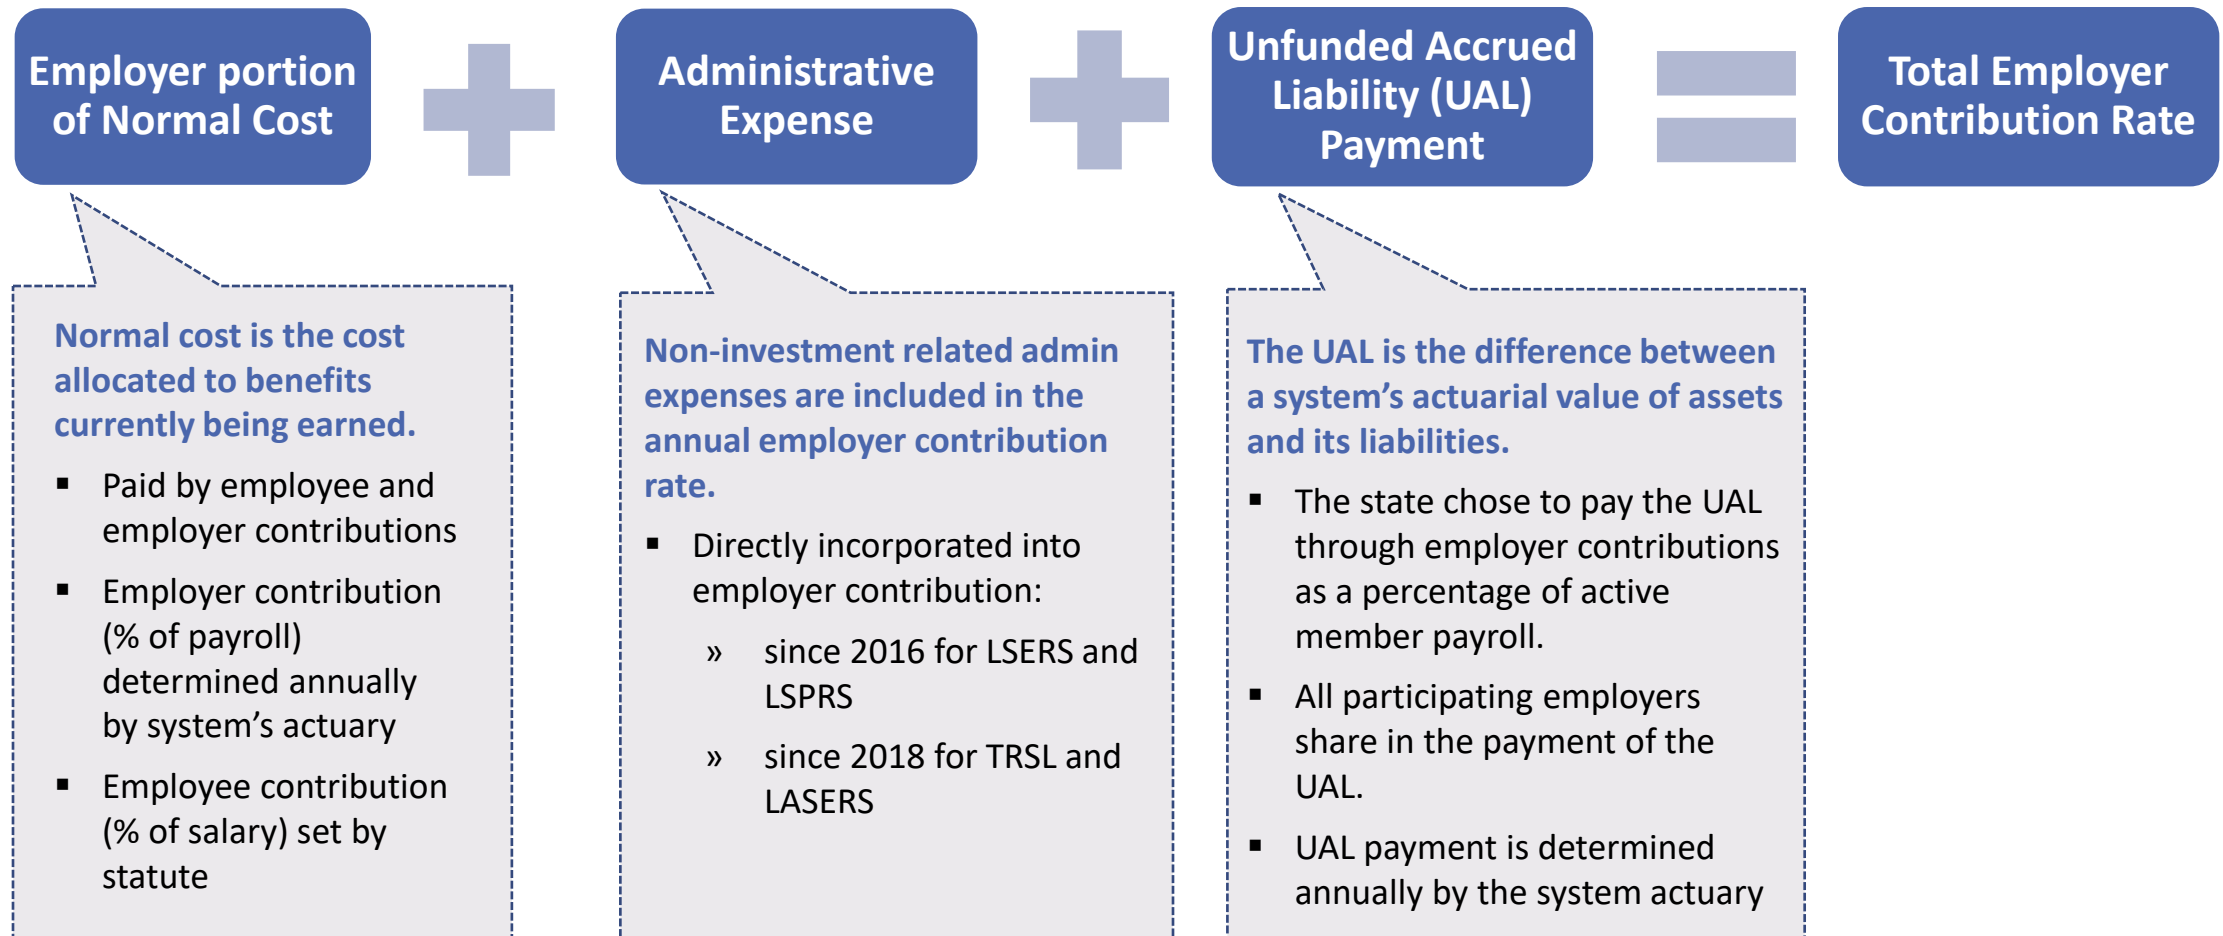 Employer portion
of Normal Cost
Administrative
Expense
Unfunded Accrued
Liability (UAL)
Payment
Total Employer
Contribution Rate
Normal cost is the cost
allocated to benefits
currently being earned.
▪ Paid by employee and
employer contributions
▪ Employer contribution
(% of payroll)
determined annually
by system’s actuary
▪ Employee contribution
(% of salary) set by
statute
Non-investment related admin
expenses are included in the
annual employer contribution
rate.
▪ Directly incorporated into
employer contribution:
» since 2016 for LSERS and
LSPRS
» since 2018 for TRSL and
LASERS
The UAL is the difference between
a system’s actuarial value of assets
and its liabilities.
▪ The state chose to pay the UAL
through employer contributions
as a percentage of active
member payroll.
▪ All participating employers
share in the payment of the
UAL.
▪ UAL payment is determined
annually by the system actuary